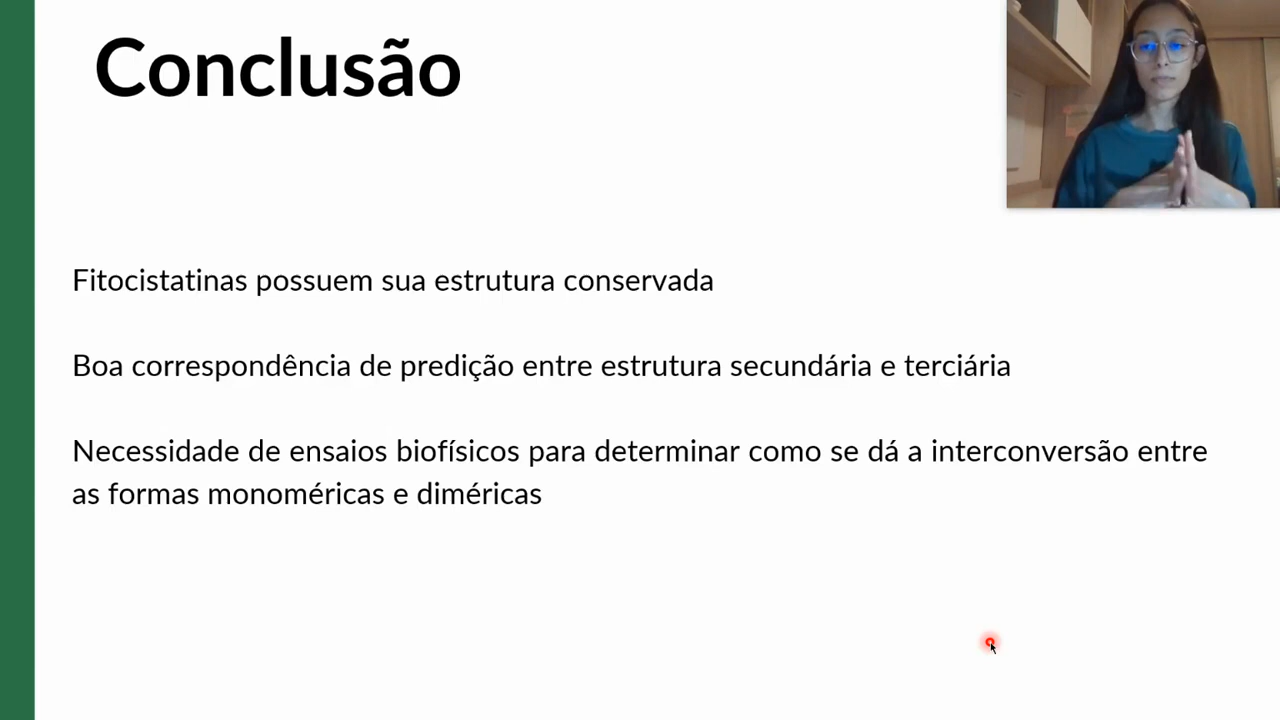 Conclusão
Fitocistatinas possuem sua estrutura conservada
Boa correspondência de predição entre estrutura secundária e terciária
Necessidade de ensaios biofísicos para determinar como se dá a interconversão entre
as formas monoméricas e diméricas